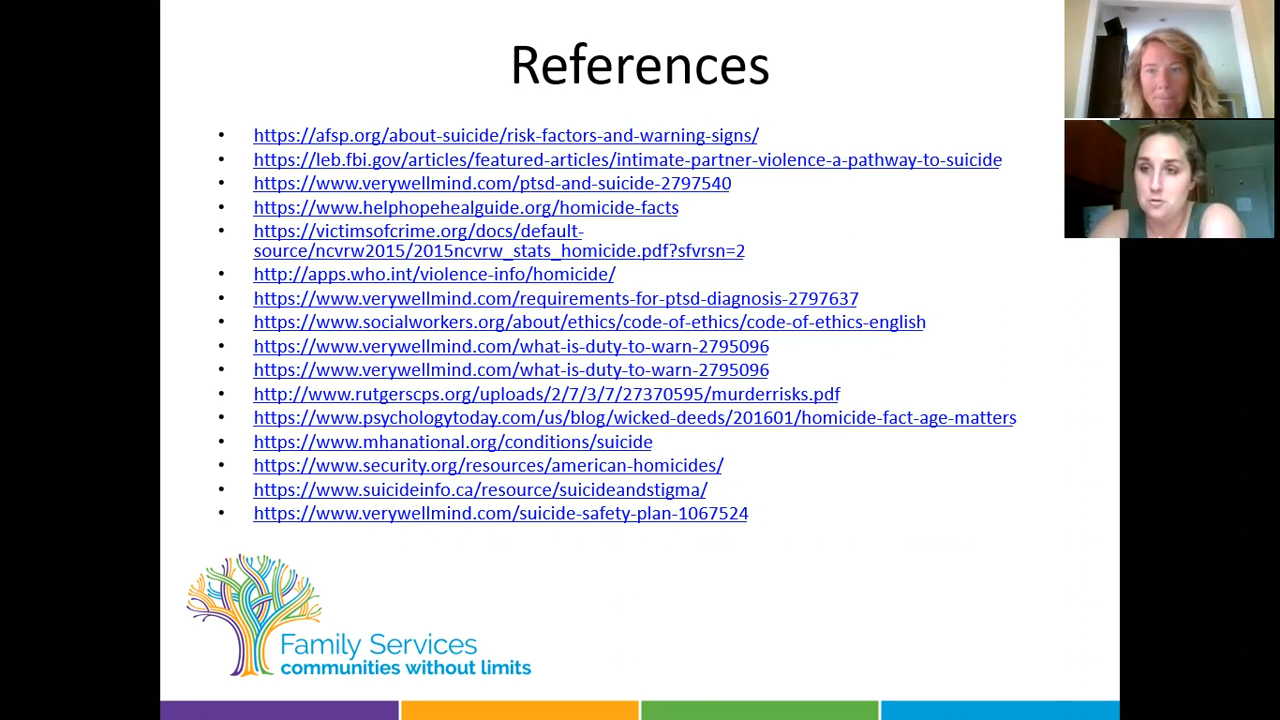 References
• https://afsp.org/about-suicide/risk-factors-and-warning-signs/
• https://leb.fbi.gov/articles/featured-articles/intimate-partner-violence-a-pathway-to-suicide
• https://www.verywellmind.com/ptsd-and-suicide-2797540
• https://www.helphopehealguide.org/homicide-facts
• https://victimsofcrime.org/docs/default-
source/ncvrw2015/2015ncvrw_stats_homicide.pdf?sfvrsn=2
• http://apps.who.int/violence-info/homicide/
• https://www.verywellmind.com/requirements-for-ptsd-diagnosis-2797637
• https://www.socialworkers.org/about/ethics/code-of-ethics/code-of-ethics-english
• https://www.verywellmind.com/what-is-duty-to-warn-2795096
• https://www.verywellmind.com/what-is-duty-to-warn-2795096
• http://www.rutgerscps.org/uploads/2/7/3/7/27370595/murderrisks.pdf
• https://www.psychologytoday.com/us/blog/wicked-deeds/201601/homicide-fact-age-matters
• https://www.mhanational.org/conditions/suicide
• https://www.security.org/resources/american-homicides/
• https://www.suicideinfo.ca/resource/suicideandstigma/
• https://www.verywellmind.com/suicide-safety-plan-1067524
Family Services
communities without limits